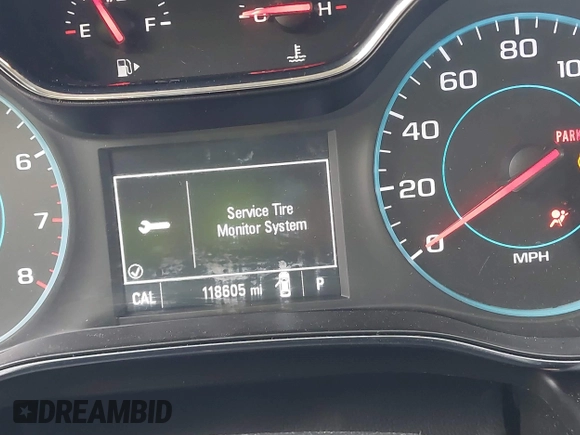 E F
C H
6
7
8
Service Tire
Monitor System
CAL 118605 mi P
0
20
40
60
80
PARK
MPH
DREAMBID